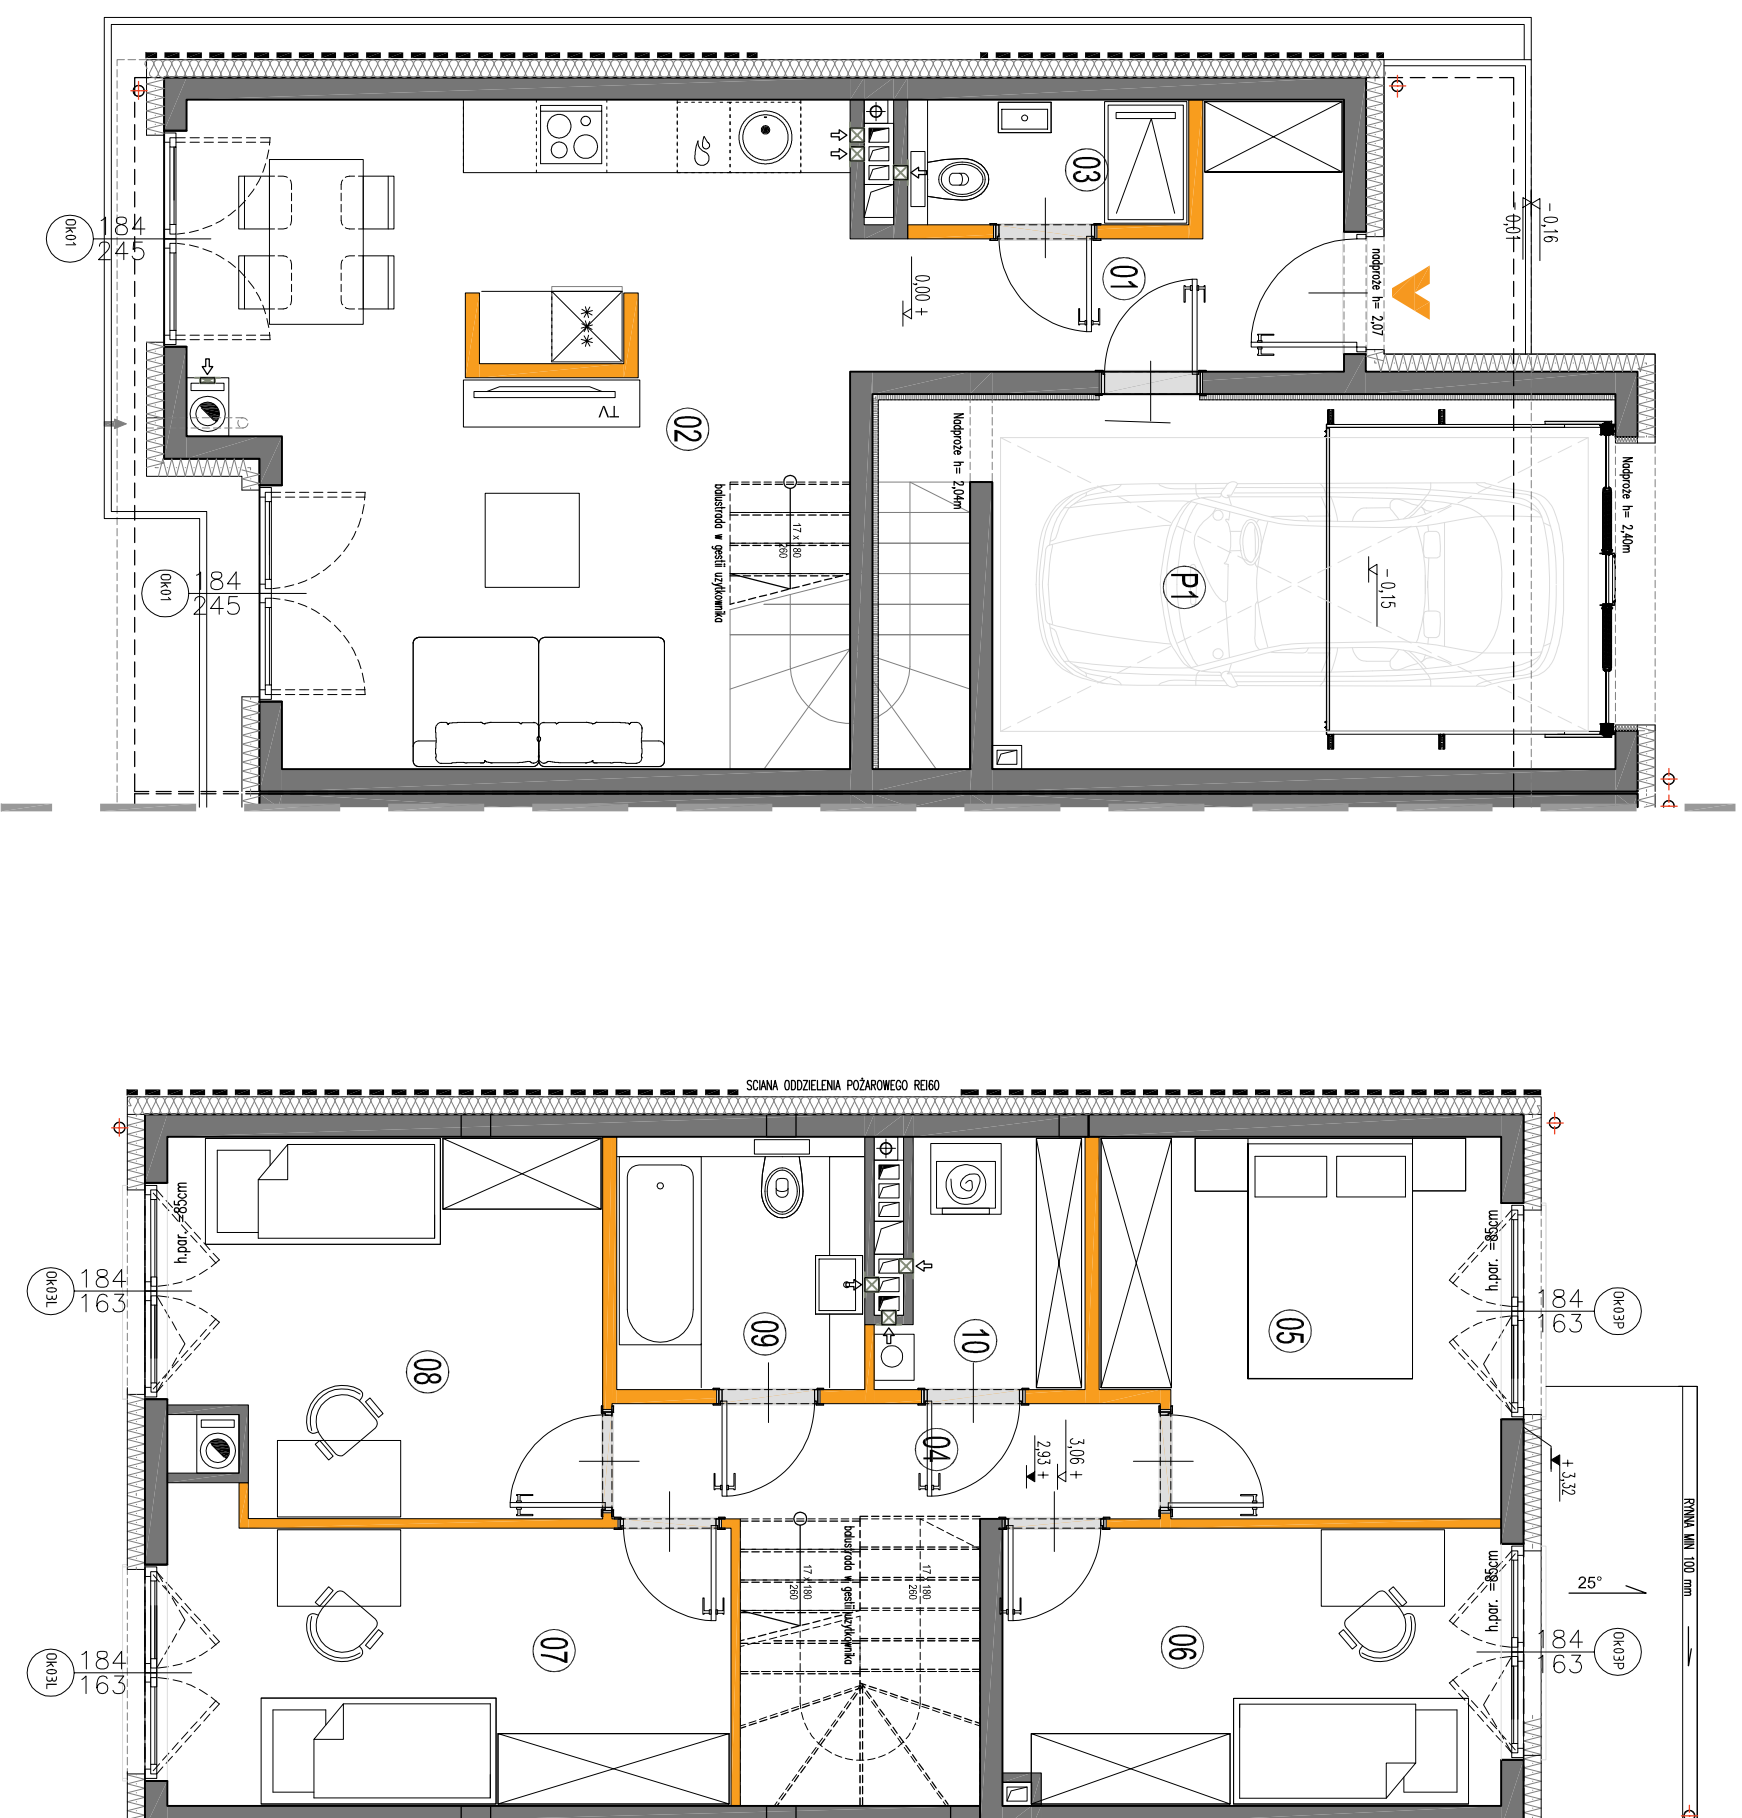 03
-0,16
-0,01
Ok01
184
245
01
0,00 +
nadproże h= 2,07
TV
02
Nadproże h= 2,04m
Nadproże h= 2,40m
balustrada w gestii użytkownika
17 x 180
260
P1
-0,15
Ok01
184
245
SCIANA ODDZIELENIA POŻAROWEGO REI60
h.par. =85cm
h.par. =85cm
Ok03L
184
163
09
10
05
184
163
Ok03P
08
04
2,93 +
3,06 +
+ 3,32
RYNNA MIN 100 mm
balustrada w gestii użytkownika
17 x 180
260
17 x 180
260
h.par. =85cm
25°
Ok03L
184
163
07
06
184
163
Ok03P